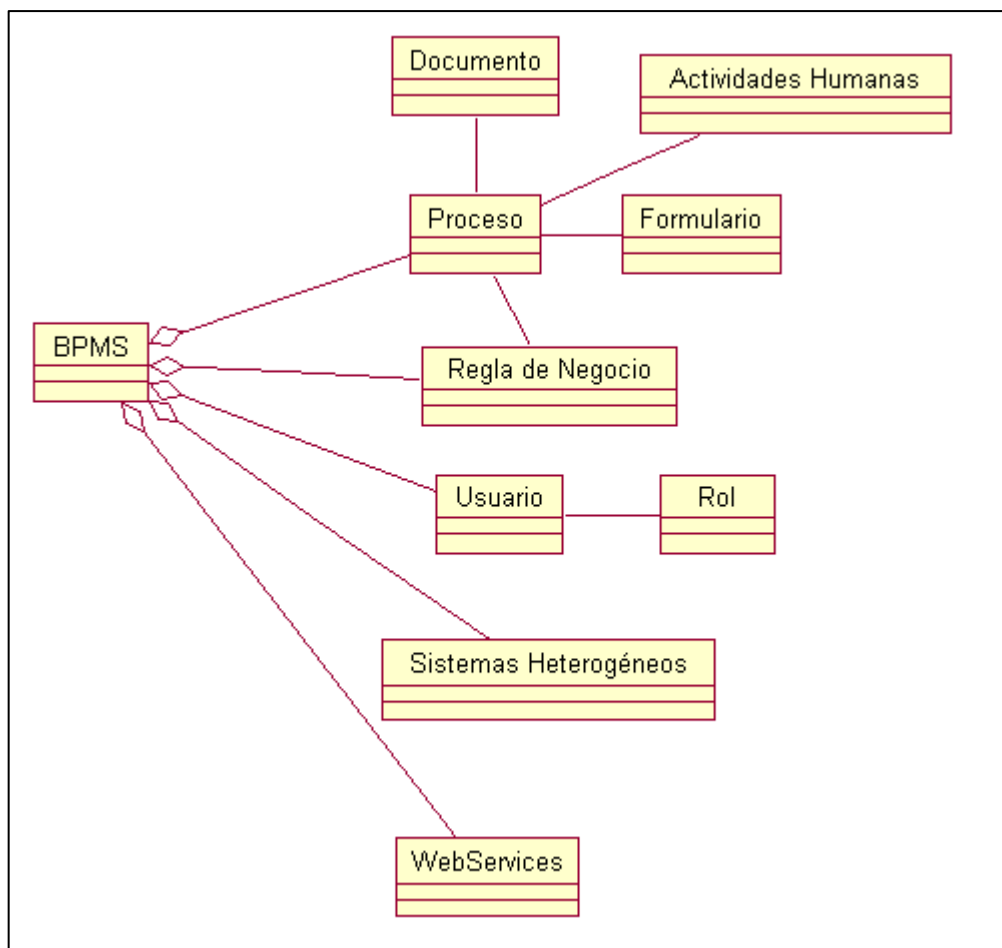 Documento
Actividades Humanas
Proceso
Formulario
BPMS
Regla de Negocio
Usuario
Rol
Sistemas Heterogéneos
WebServices